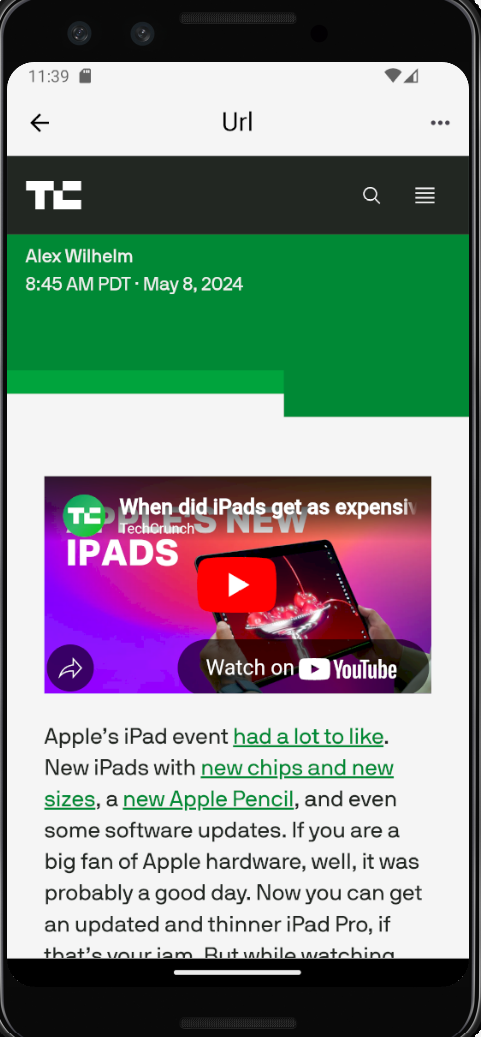 11:39
Url
TC
Alex Wilhelm
8:45 AM PDT · May 8, 2024
TC
When did iPads get as expensiv
TechCrunch
APPLE'S NEW
IPADS
Watch on YouTube
Apple's iPad event had a lot to like.
New iPads with new chips and new
sizes, a new Apple Pencil, and even
some software updates. If you are a
big fan of Apple hardware, well, it was
probably a good day. Now you can get
an updated and thinner iPad Pro, if
that's your jam. But while watching